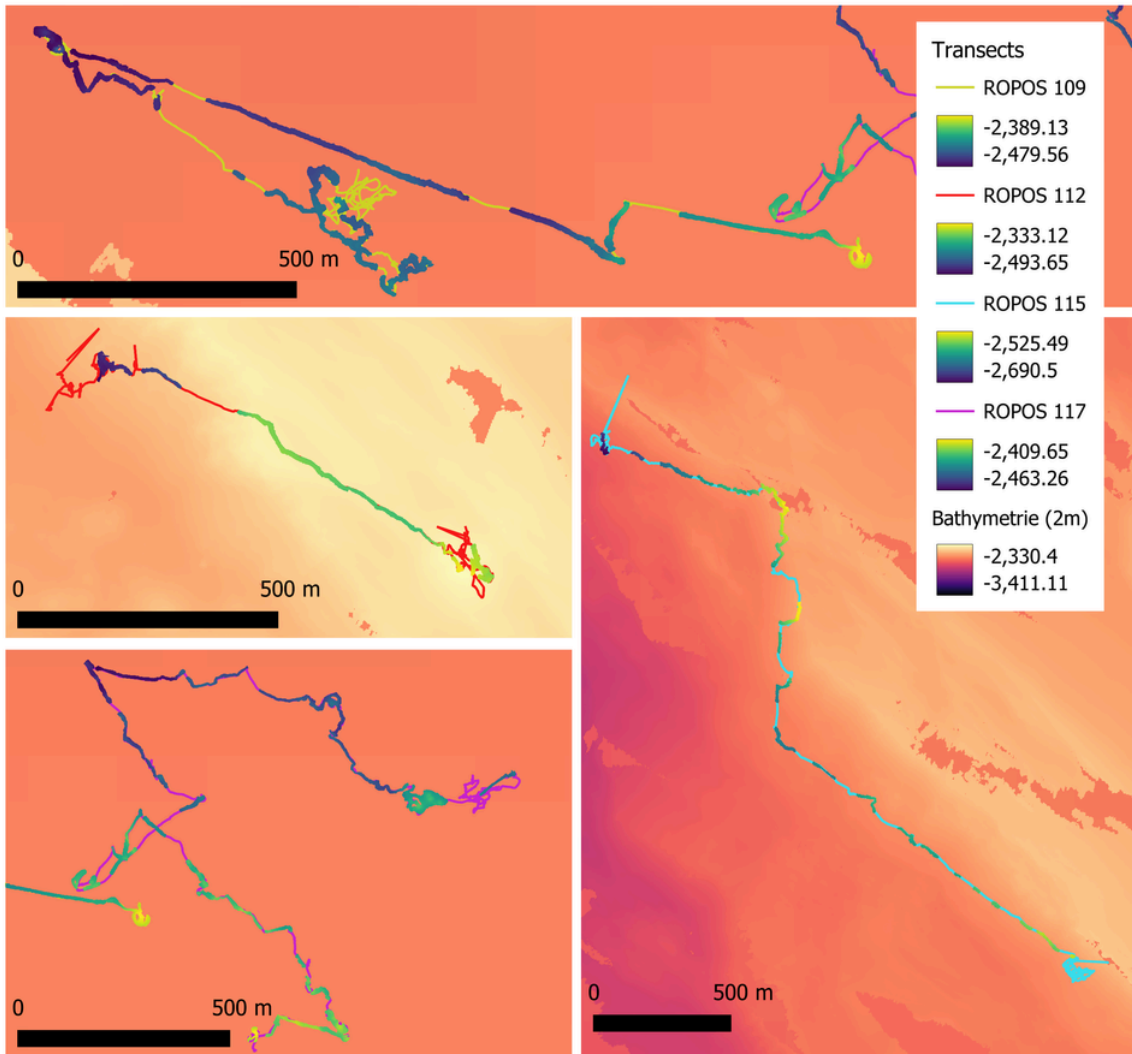 Transects
ROPOS 109
-2,389.13
-2,479.56
ROPOS 112
-2,333.12
-2,493.65
ROPOS 115
-2,525.49
-2,690.5
ROPOS 117
-2,409.65
-2,463.26
Bathymetrie (2m)
-2,330.4
-3,411.11
0 500 m
0 500 m
0 500 m
0 500 m